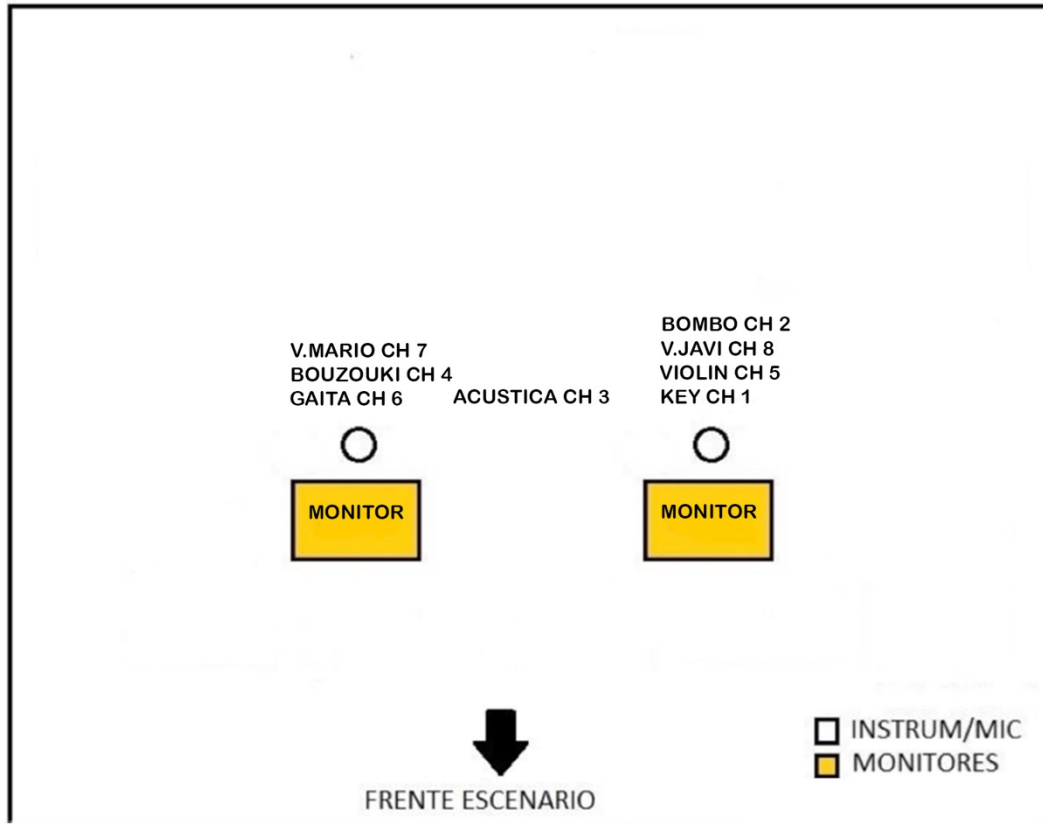 V.MARIO CH 7
BOUZOUKI CH 4
GAITA CH 6
ACUSTICA CH 3
BOMBO CH 2
V.JAVI CH 8
VIOLIN CH 5
KEY CH 1
MONITOR
MONITOR
INSTRUM/MIC
MONITORES
FRENTE ESCENARIO